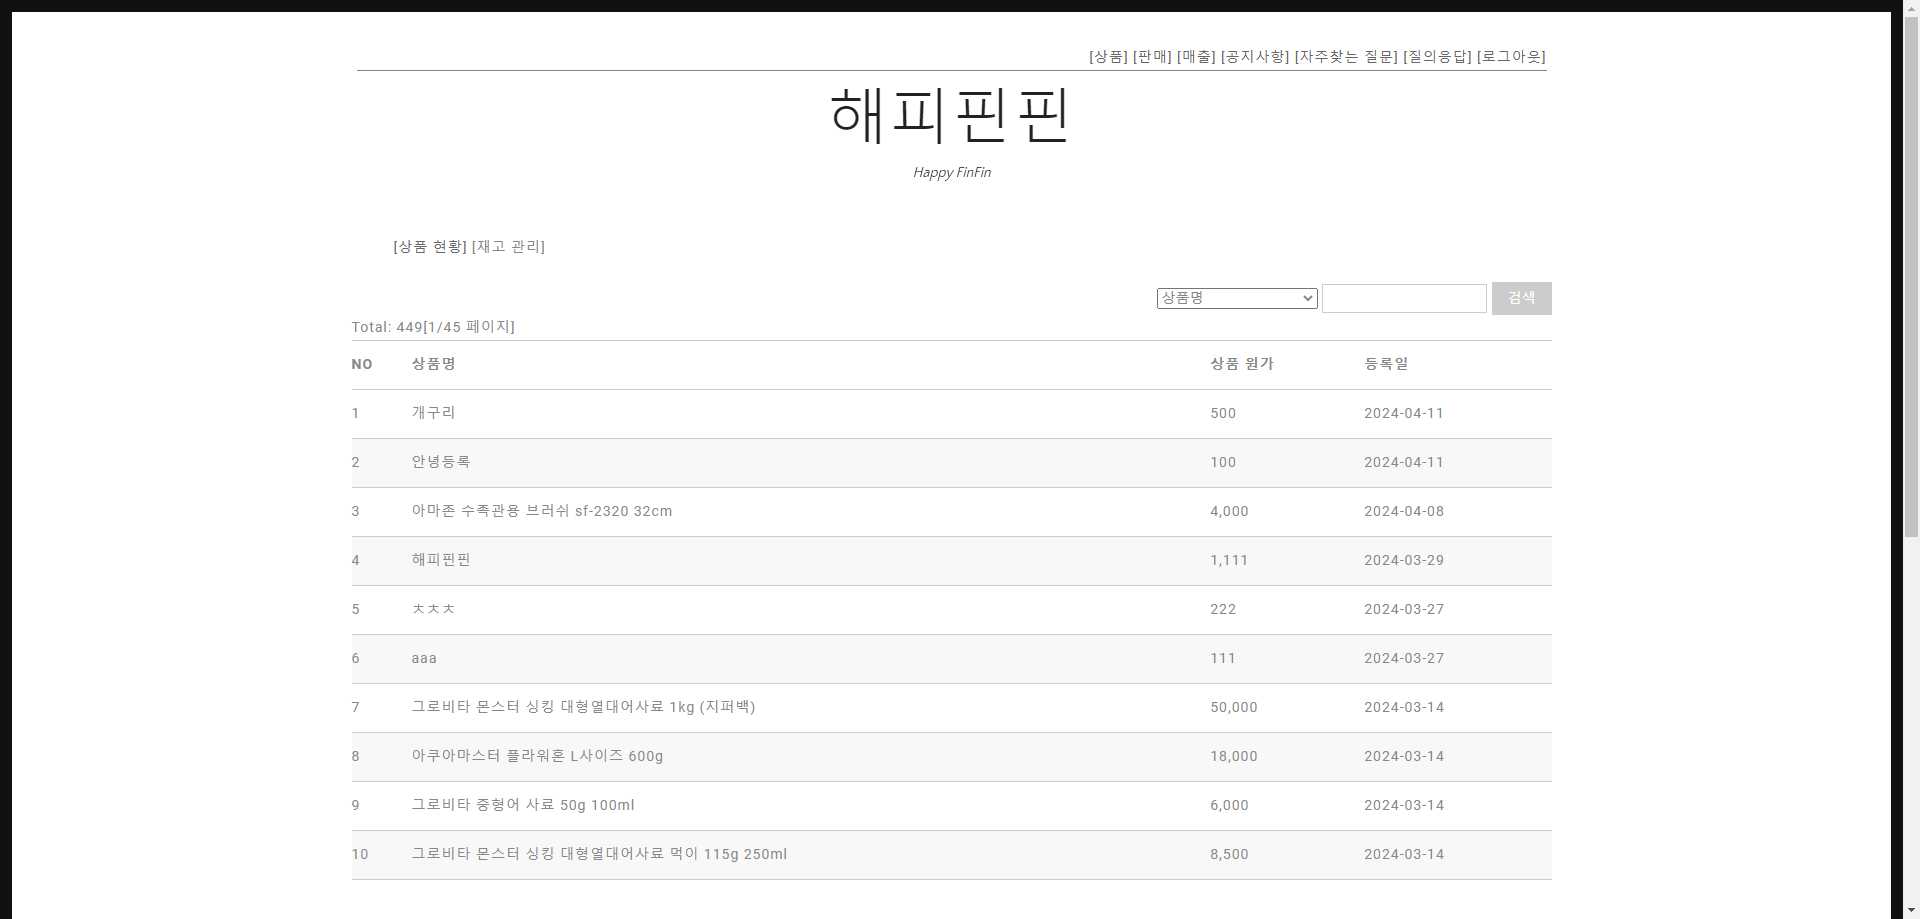 [상품] [판매] [매출] [공지사항] [자주찾는 질문] [질의응답] [로그아웃]
해피핀핀
Happy FinFin
[상품 현황] [재고 관리]
상품명 검색
Total: 449[1/45 페이지]
NO 상품명 상품 원가 등록일
1 개구리 500 2024-04-11
2 안녕등록 100 2024-04-11
3 아마존 수족관용 브러쉬 sf-2320 32cm 4,000 2024-04-08
4 해피핀핀 1,111 2024-03-29
5 ㅊㅊㅊ 222 2024-03-27
6 aaa 111 2024-03-27
7 그로비타 몬스터 싱킹 대형열대어사료 1kg (지퍼백) 50,000 2024-03-14
8 아쿠아마스터 플라워혼 L사이즈 600g 18,000 2024-03-14
9 그로비타 중형어 사료 50g 100ml 6,000 2024-03-14
10 그로비타 몬스터 싱킹 대형열대어사료 먹이 115g 250ml 8,500 2024-03-14